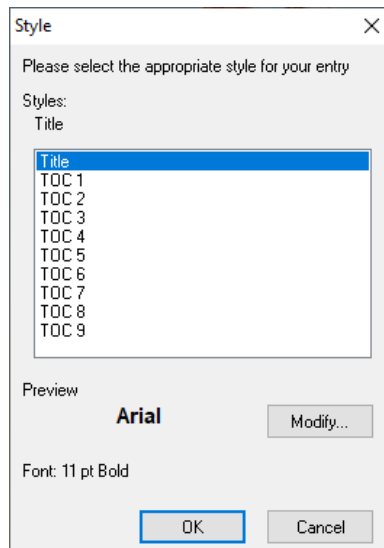 Style
Please select the appropriate style for your entry
Styles:
Title
Title
TOC 1
TOC 2
TOC 3
TOC 4
TOC 5
TOC 6
TOC 7
TOC 8
TOC 9
Preview
Arial
Modify...
Font: 11 pt Bold
OK
Cancel